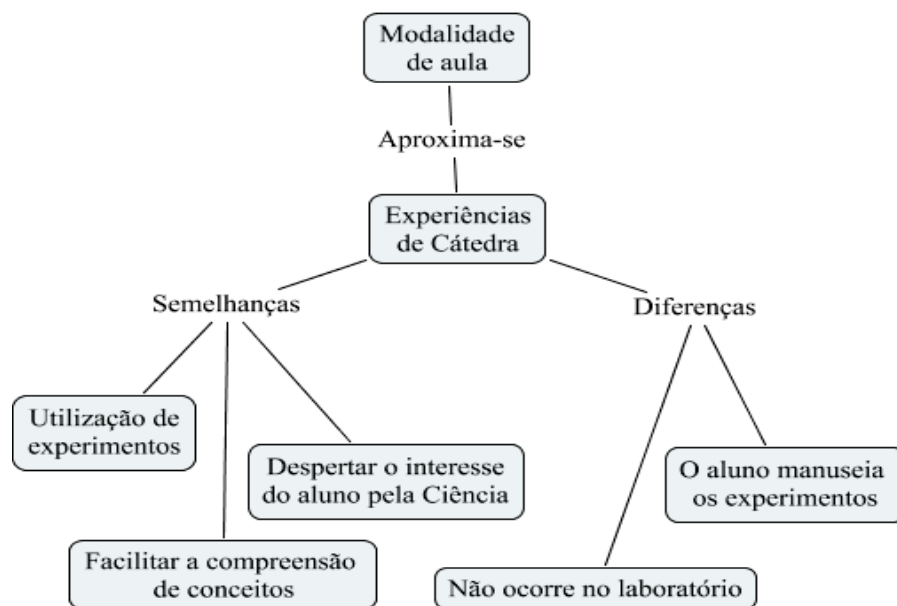 Modalidade
de aula
Aproxima-se
Experiências
de Cátedra
Semelhanças
Diferenças
Utilização de
experimentos
Despertar o interesse
do aluno pela Ciência
O aluno manuseia
os experimentos
Facilitar a compreensão
de conceitos
Não ocorre no laboratório